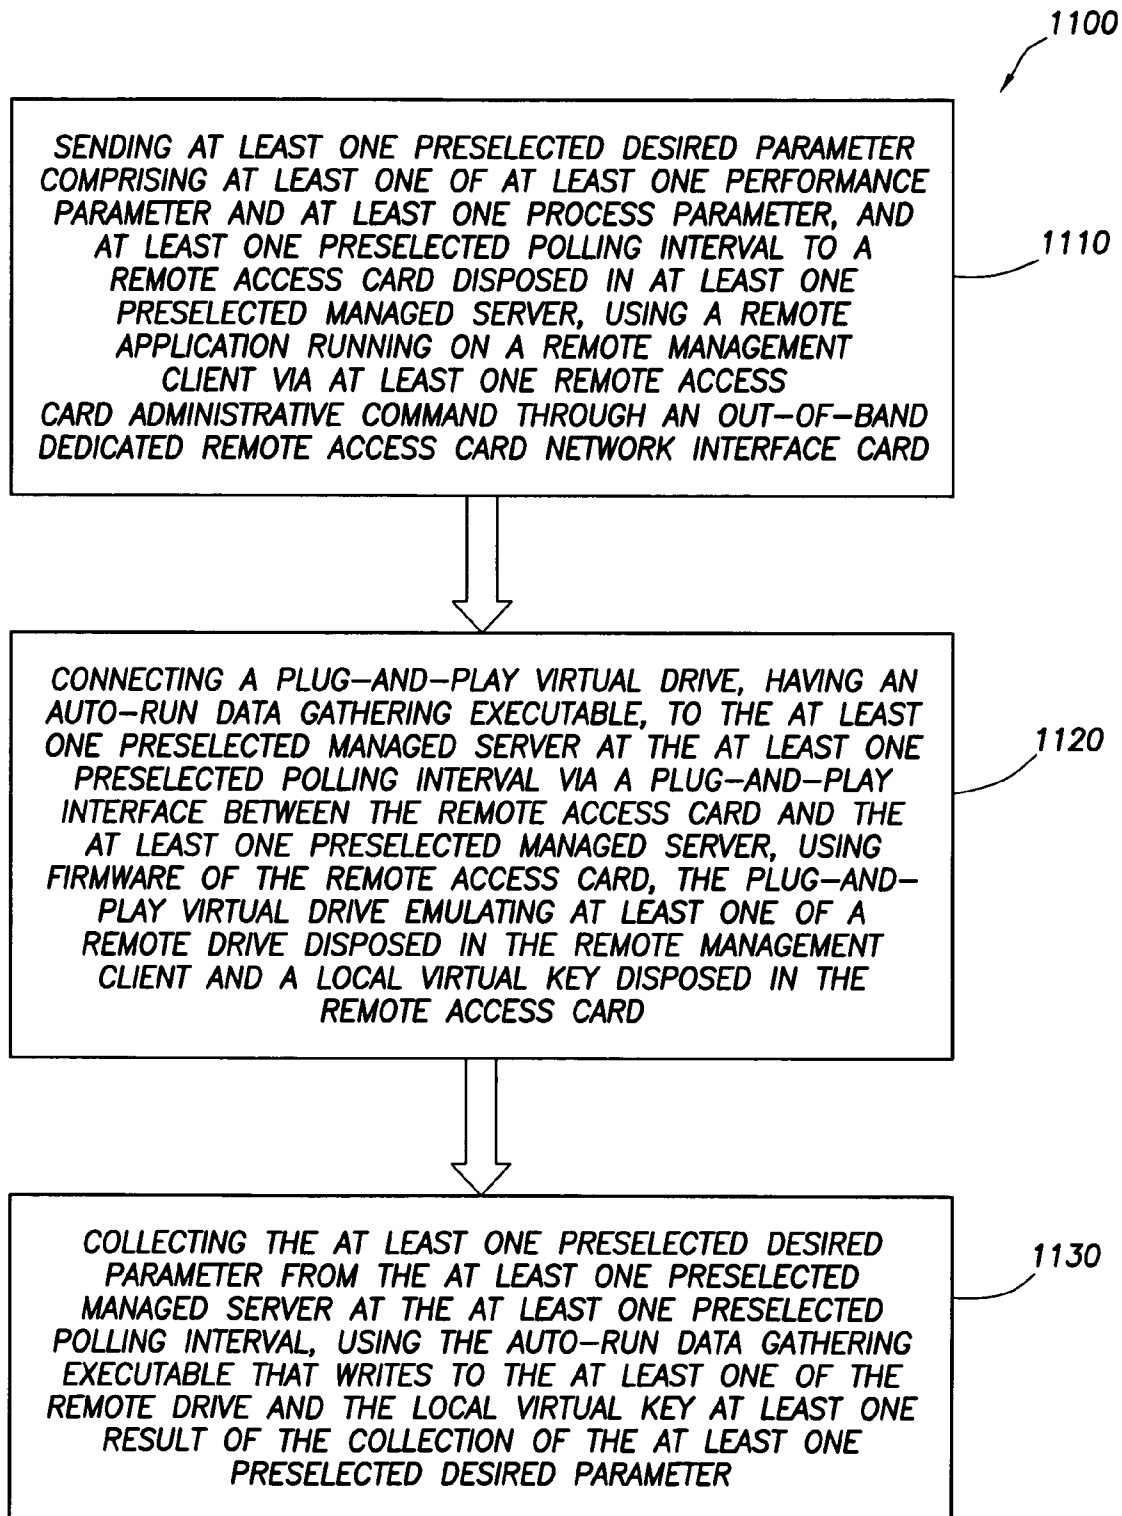 1100
SENDING AT LEAST ONE PRESELECTED DESIRED PARAMETER
COMPRISING AT LEAST ONE OF AT LEAST ONE PERFORMANCE
PARAMETER AND AT LEAST ONE PROCESS PARAMETER, AND
AT LEAST ONE PRESELECTED POLLING INTERVAL TO A
REMOTE ACCESS CARD DISPOSED IN AT LEAST ONE
PRESELECTED MANAGED SERVER, USING A REMOTE
APPLICATION RUNNING ON A REMOTE MANAGEMENT
CLIENT VIA AT LEAST ONE REMOTE ACCESS
CARD ADMINISTRATIVE COMMAND THROUGH AN OUT-OF-BAND
DEDICATED REMOTE ACCESS CARD NETWORK INTERFACE CARD
1110
CONNECTING A PLUG-AND-PLAY VIRTUAL DRIVE, HAVING AN
AUTO-RUN DATA GATHERING EXECUTABLE, TO THE AT LEAST
ONE PRESELECTED MANAGED SERVER AT THE AT LEAST ONE
PRESELECTED POLLING INTERVAL VIA A PLUG-AND-PLAY
INTERFACE BETWEEN THE REMOTE ACCESS CARD AND THE
AT LEAST ONE PRESELECTED MANAGED SERVER, USING
FIRMWARE OF THE REMOTE ACCESS CARD, THE PLUG-AND-
PLAY VIRTUAL DRIVE EMULATING AT LEAST ONE OF A
REMOTE DRIVE DISPOSED IN THE REMOTE MANAGEMENT
CLIENT AND A LOCAL VIRTUAL KEY DISPOSED IN THE
REMOTE ACCESS CARD
1120
COLLECTING THE AT LEAST ONE PRESELECTED DESIRED
PARAMETER FROM THE AT LEAST ONE PRESELECTED
MANAGED SERVER AT THE AT LEAST ONE PRESELECTED
POLLING INTERVAL, USING THE AUTO-RUN DATA GATHERING
EXECUTABLE THAT WRITES TO THE AT LEAST ONE OF THE
REMOTE DRIVE AND THE LOCAL VIRTUAL KEY AT LEAST ONE
RESULT OF THE COLLECTION OF THE AT LEAST ONE
PRESELECTED DESIRED PARAMETER
1130